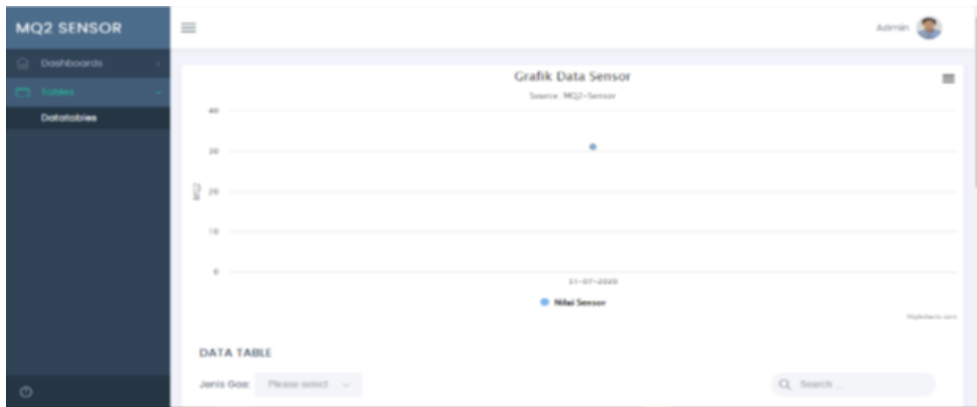 MQ2 SENSOR
Admin
Dashboards
Tables
Datatables
Grafik Data Sensor
Source: MQ2-Sensor
40
30
20
10
0
MQ2
31-07-2020
Nilai Sensor
Highcharts.com
DATA TABLE
Jenis Gas: Please select
Search ...